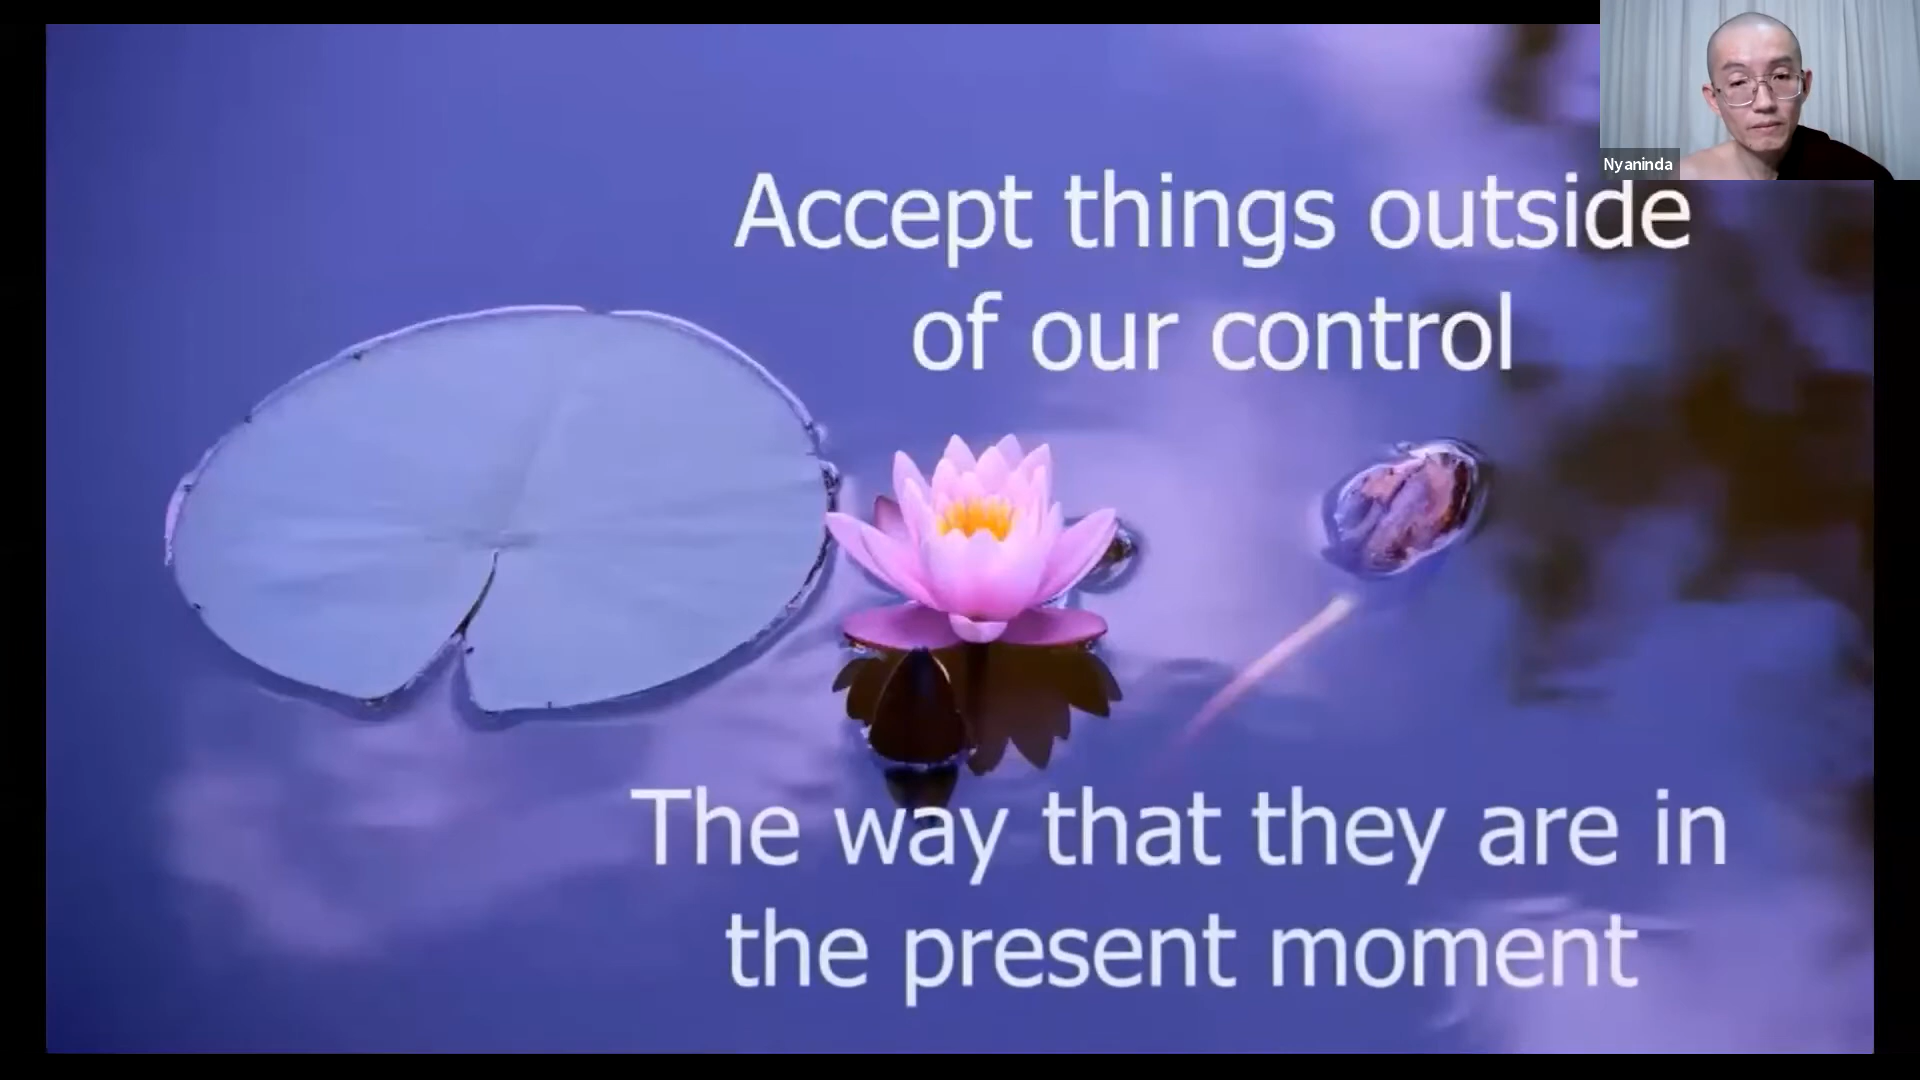 Nyaninda
Accept things outside
of our control
The way that they are in
the present moment